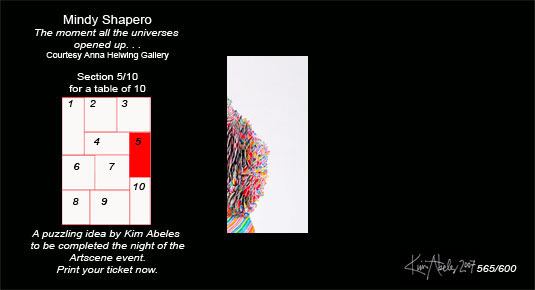 Mindy Shapero
The moment all the universes
opened up. . .
Courtesy Anna Helwing Gallery
Section 5/10
for a table of 10
1 2 3
4 5
6 7
10
8 9
A puzzling idea by Kim Abeles
to be completed the night of the
Artscene event.
Print your ticket now.
Kim Abeles 2007 565/600